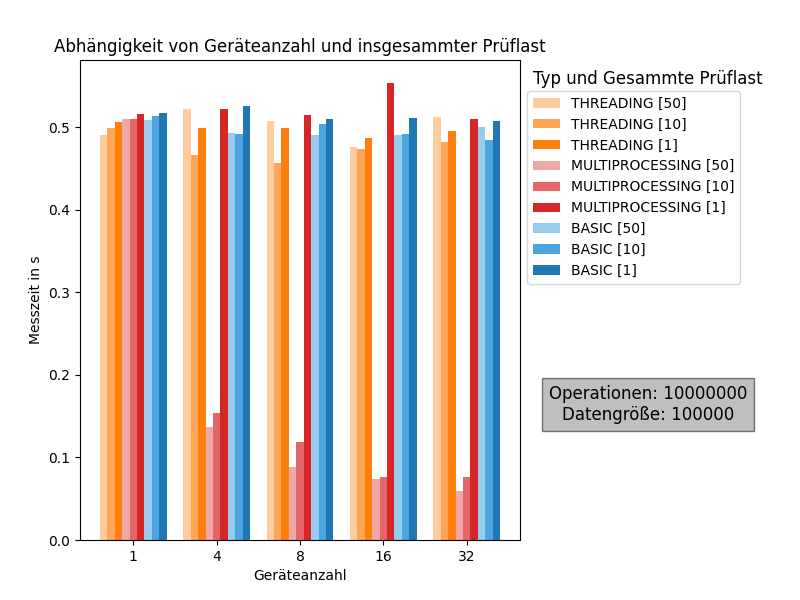 Abhängigkeit von Geräteanzahl und insgesammter Prüflast
Typ und Gesammte Prüflast
THREADING [50]
THREADING [10]
THREADING [1]
MULTIPROCESSING [50]
MULTIPROCESSING [10]
MULTIPROCESSING [1]
BASIC [50]
BASIC [10]
BASIC [1]
Messzeit in s
0.5
0.4
0.3
0.2
0.1
0.0
1 4 8 16 32
Geräteanzahl
Operationen: 10000000
Datengröße: 100000